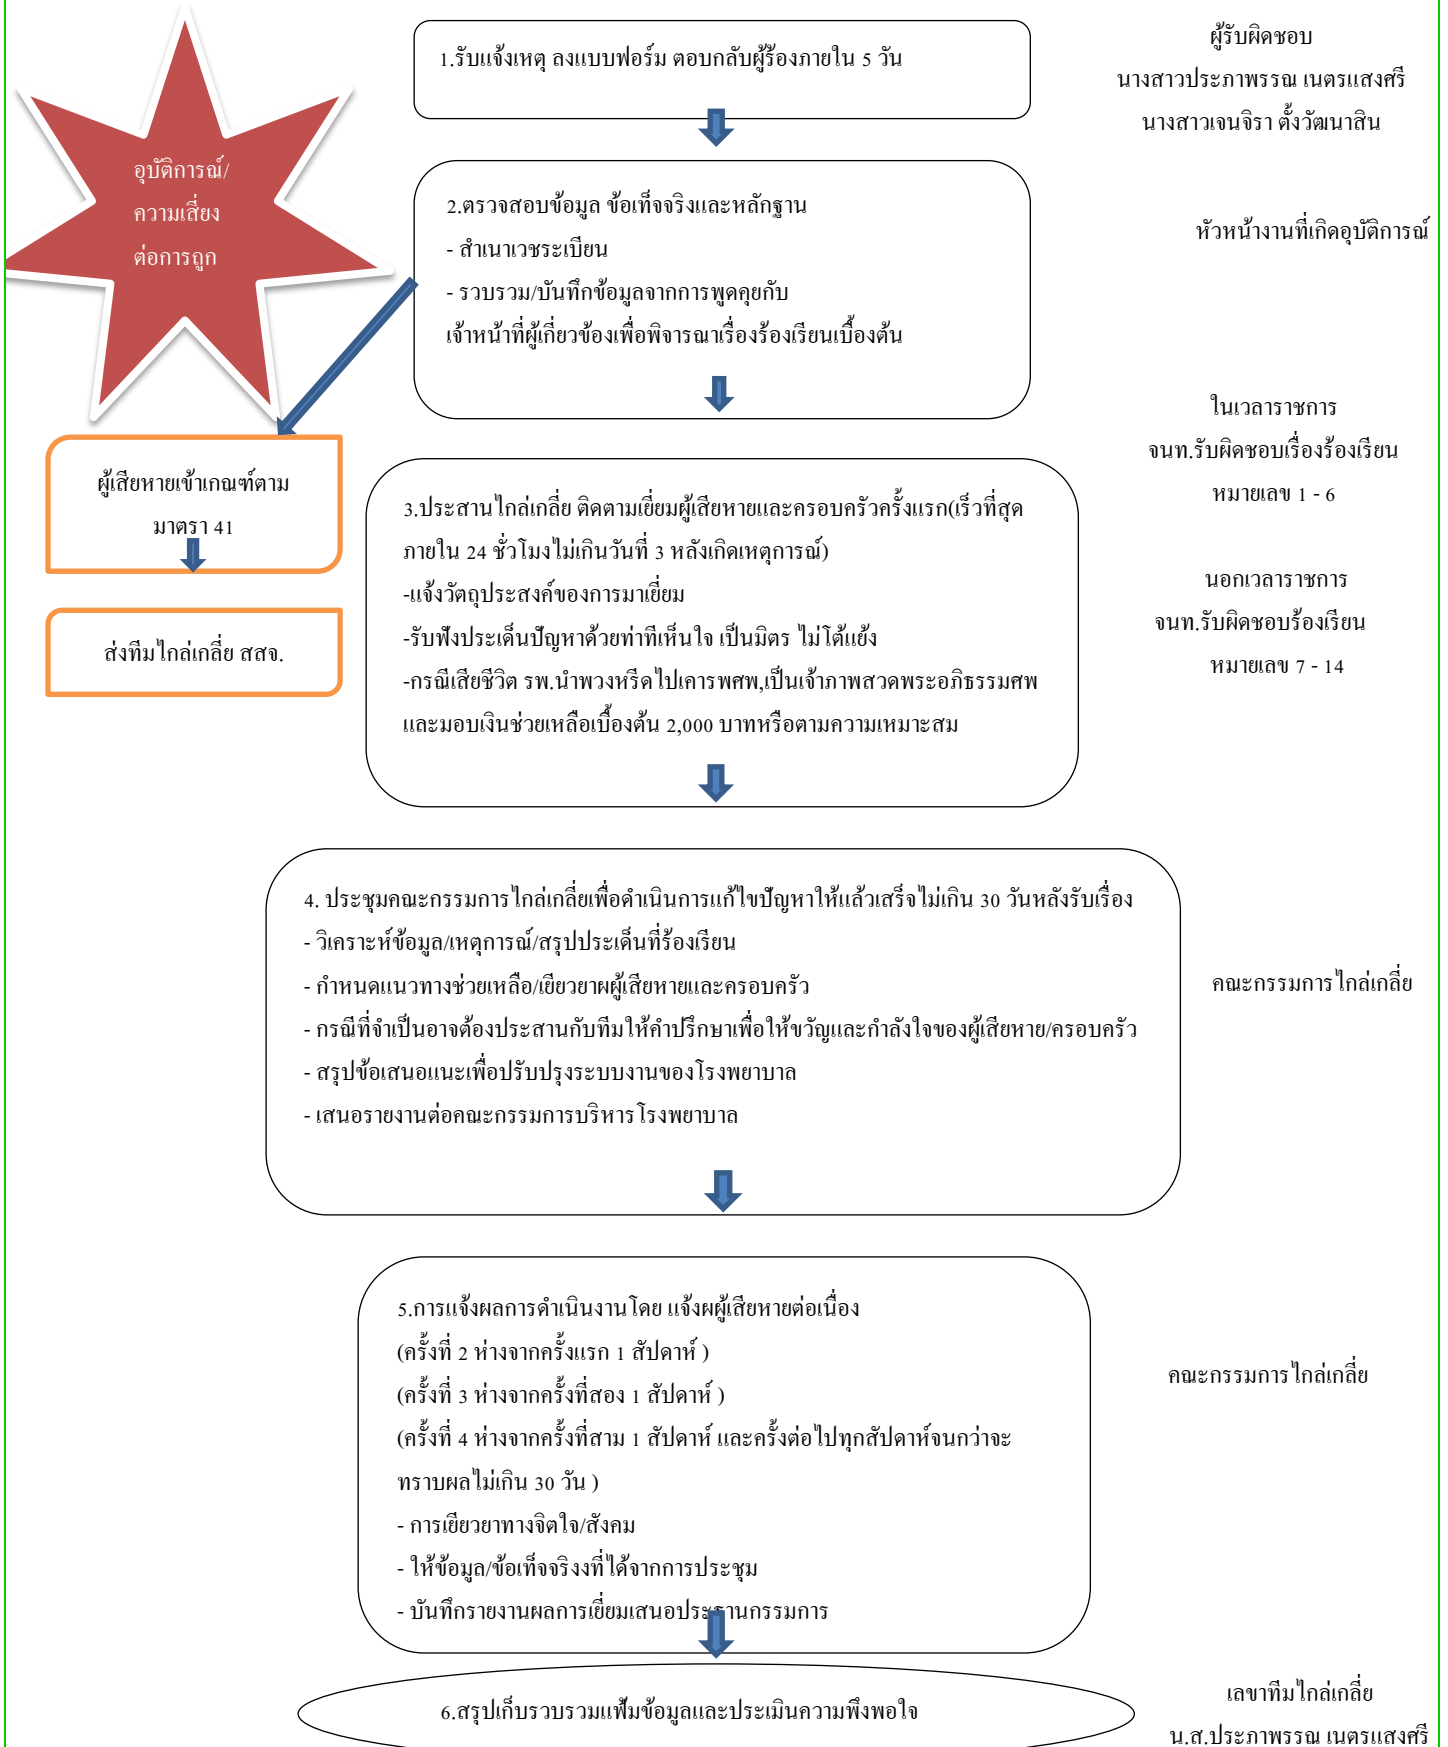 อุบัติการณ์/
ความเสี่ยง
ต่อการถูก
1.รับแจ้งเหตุ ลงแบบฟอร์ม ตอบกลับผู้ร้องภายใน 5 วัน
ผู้รับผิดชอบ
นางสาวประภาพรรณ เนตรแสงศรี
นางสาวเจนจิรา ตั้งวัฒนาสิน
2.ตรวจสอบข้อมูล ข้อเท็จจริงและหลักฐาน
- สำเนาเวชระเบียน
- รวบรวม/บันทึกข้อมูลจากการพูดคุยกับ
เจ้าหน้าที่ผู้เกี่ยวข้องเพื่อพิจารณาเรื่องร้องเรียนเบื้องต้น
หัวหน้างานที่เกิดอุบัติการณ์
ผู้เสียหายเข้าเกณฑ์ตาม
มาตรา 41
ส่งทีมไกล่เกลี่ย สสจ.
3.ประสานไกล่เกลี่ย ติดตามเยี่ยมผู้เสียหายและครอบครัวครั้งแรก(เร็วที่สุด
ภายใน 24 ชั่วโมงไม่เกินวันที่ 3 หลังเกิดเหตุการณ์)
-แจ้งวัตถุประสงค์ของการมาเยี่ยม
-รับฟังประเด็นปัญหาด้วยท่าทีเห็นใจ เป็นมิตร ไม่โต้แย้ง
-กรณีเสียชีวิต รพ.นำพวงหรีดไปเคารพศพ,เป็นเจ้าภาพสวดพระอภิธรรมศพ
และมอบเงินช่วยเหลือเบื้องต้น 2,000 บาทหรือตามความเหมาะสม
ในเวลาราชการ
จนท.รับผิดชอบเรื่องร้องเรียน
หมายเลข 1 - 6
นอกเวลาราชการ
จนท.รับผิดชอบร้องเรียน
หมายเลข 7 - 14
4. ประชุมคณะกรรมการไกล่เกลี่ยเพื่อดำเนินการแก้ไขปัญหาให้แล้วเสร็จไม่เกิน 30 วันหลังรับเรื่อง
- วิเคราะห์ข้อมูล/เหตุการณ์/สรุปประเด็นที่ร้องเรียน
- กำหนดแนวทางช่วยเหลือ/เยียวยาผผู้เสียหายและครอบครัว
- กรณีที่จำเป็นอาจต้องประสานกับทีมให้คำปรึกษาเพื่อให้ขวัญและกำลังใจของผู้เสียหาย/ครอบครัว
- สรุปข้อเสนอแนะเพื่อปรับปรุงระบบงานของโรงพยาบาล
- เสนอรายงานต่อคณะกรรมการบริหารโรงพยาบาล
คณะกรรมการไกล่เกลี่ย
5.การแจ้งผลการดำเนินงานโดย แจ้งผผู้เสียหายต่อเนื่อง
(ครั้งที่ 2 ห่างจากครั้งแรก 1 สัปดาห์ )
(ครั้งที่ 3 ห่างจากครั้งที่สอง 1 สัปดาห์ )
(ครั้งที่ 4 ห่างจากครั้งที่สาม 1 สัปดาห์ และครั้งต่อไปทุกสัปดาห์จนกว่าจะ
ทราบผลไม่เกิน 30 วัน )
- การเยียวยาทางจิตใจ/สังคม
- ให้ข้อมูล/ข้อเท็จจริงงที่ได้จากการประชุม
- บันทึกรายงานผลการเยี่ยมเสนอประธานกรรมการ
คณะกรรมการไกล่เกลี่ย
6.สรุปเก็บรวบรวมแฟ้มข้อมูลและประเมินความพึงพอใจ
เลขาทีมไกล่เกลี่ย
น.ส.ประภาพรรณ เนตรแสงศรี